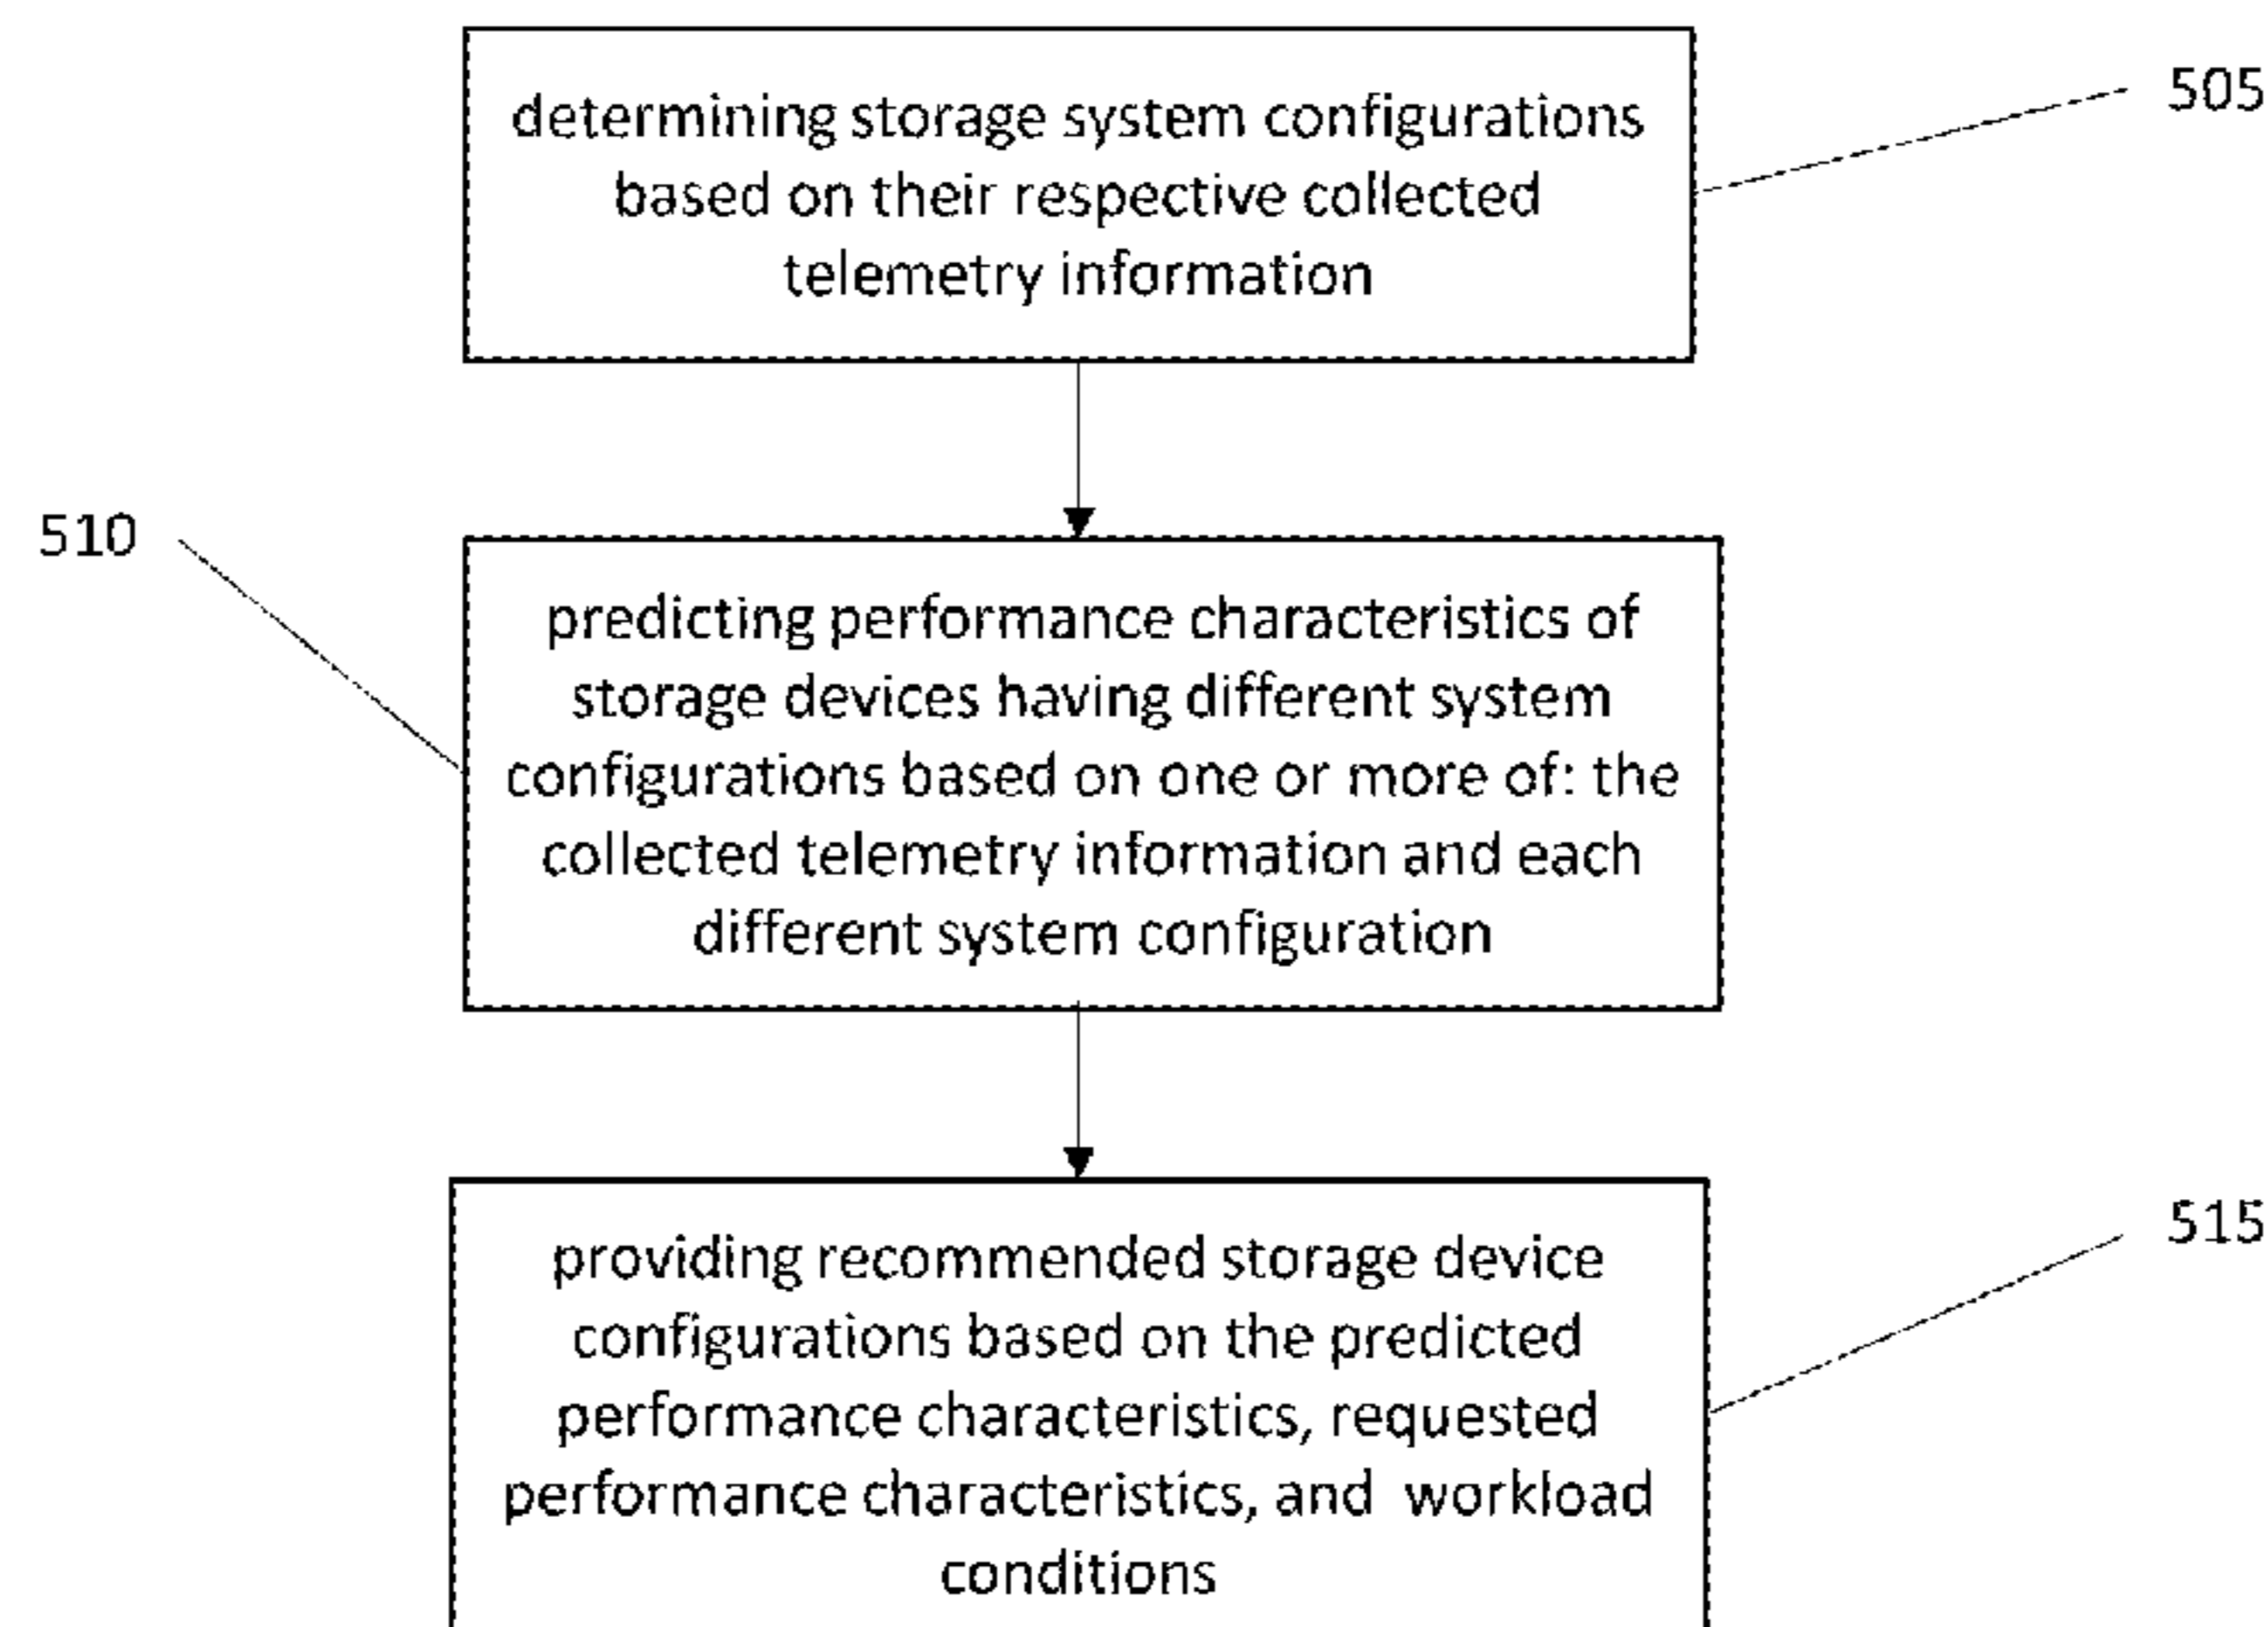 determining storage system configurations
based on their respective collected
telemetry information
505
510
predicting performance characteristics of
storage devices having different system
configurations based on one or more of: the
collected telemetry information and each
different system configuration
providing recommended storage device
configurations based on the predicted
performance characteristics, requested
performance characteristics, and workload
conditions
515